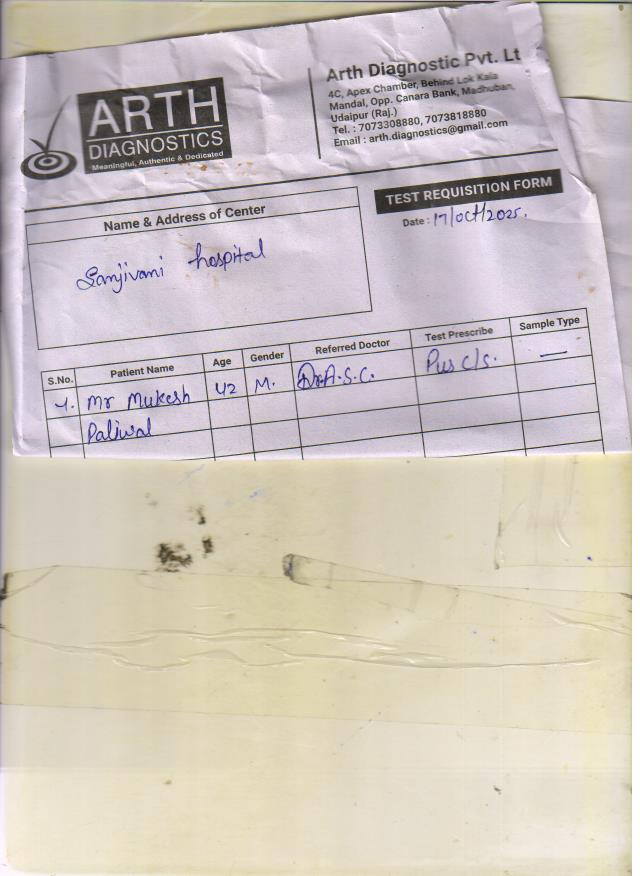 ARTH
DIAGNOSTICS
Meaningful, Authentic & Dedicated
Arth Diagnostic Pvt. Lt
4C, Apex Chamber, Behind Lok Kala
Mandal, Opp. Canara Bank, Madhuban,
Udaipur (Raj.)
Tel. : 7073308880, 7073818880
Email : arth.diagnostics@gmail.com
TEST REQUISITION FORM
Date : 17/Oct/2025.
Name & Address of Center
Sanjivani hospital
S.No. Patient Name Age Gender Referred Doctor Test Prescribe Sample Type
1. Mr Mukesh 42 M. Dr. A.S.C. Pus c/s. —
Paliwal